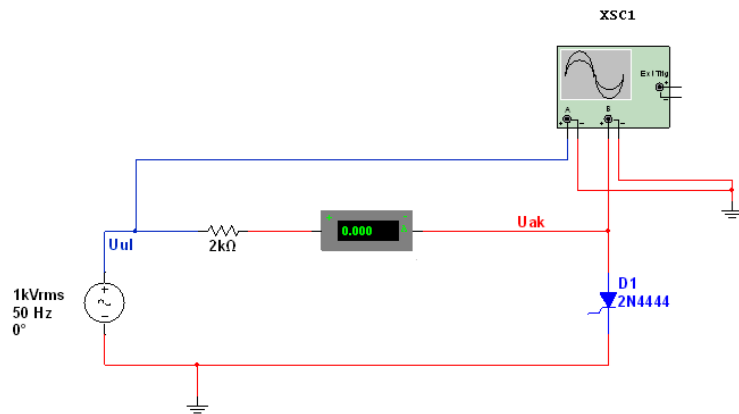 XSC1
Ext Trig
+
-
A
B
+ - + -
Uul
2kΩ
+ -
0.000 A
Uak
1kVrms
50 Hz
0°
+
-
D1
2N4444